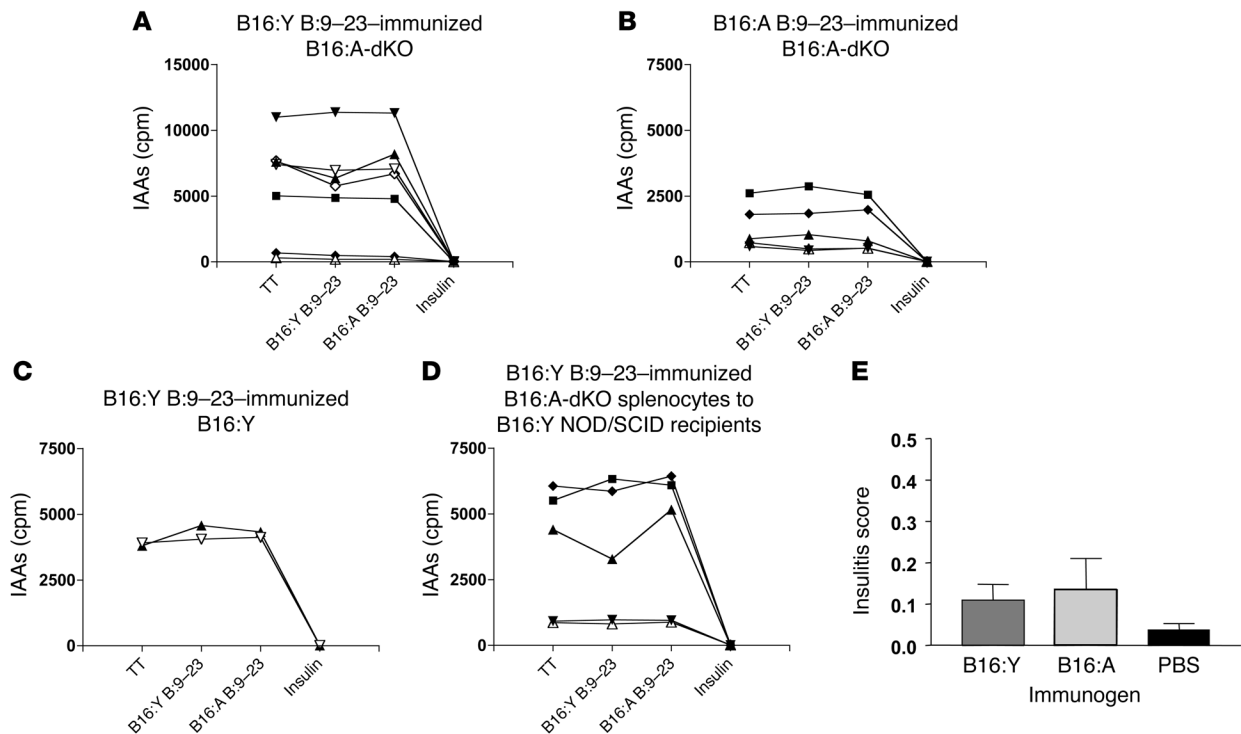 A
B16:Y B:9–23–immunized
B16:A-dKO
15000
10000
5000
0
IAAs (cpm)
TT
B16:Y B:9–23
B16:A B:9–23
Insulin
B
B16:A B:9–23–immunized
B16:A-dKO
7500
5000
2500
0
IAAs (cpm)
TT
B16:Y B:9–23
B16:A B:9–23
Insulin
C
B16:Y B:9–23–immunized
B16:Y
7500
5000
2500
0
IAAs (cpm)
TT
B16:Y B:9–23
B16:A B:9–23
Insulin
D
B16:Y B:9–23–immunized
B16:A-dKO splenocytes to
B16:Y NOD/SCID recipients
7500
5000
2500
0
IAAs (cpm)
TT
B16:Y B:9–23
B16:A B:9–23
Insulin
E
0.5
0.4
0.3
0.2
0.1
0.0
Insulitis score
B16:Y
B16:A
PBS
Immunogen